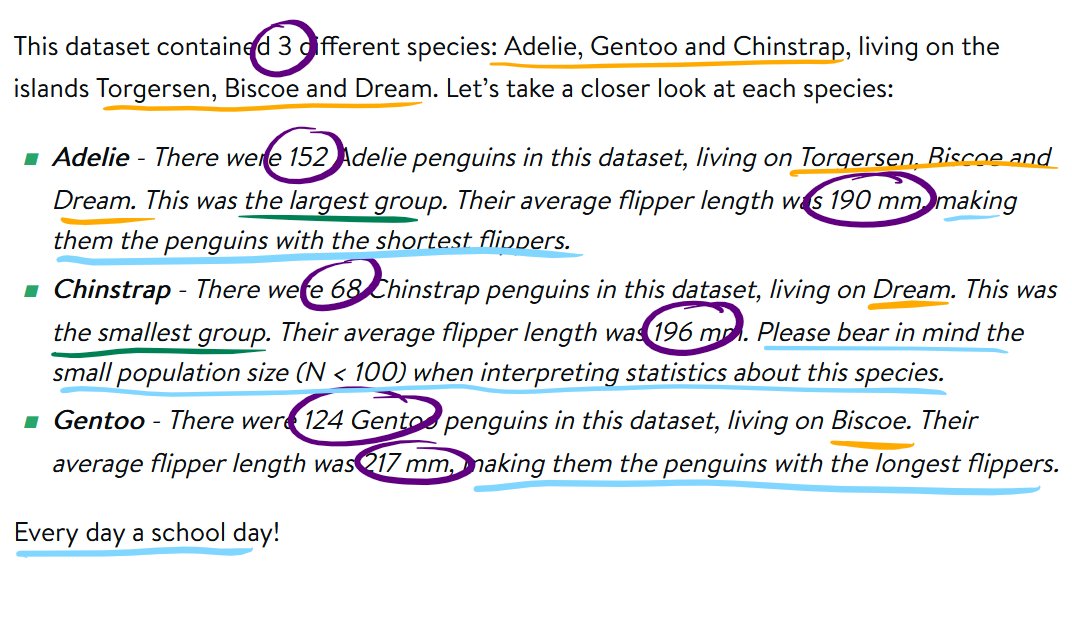 This dataset contained 3 different species: Adelie, Gentoo and Chinstrap, living on the
islands Torgersen, Biscoe and Dream. Let’s take a closer look at each species:
Adelie - There were 152 Adelie penguins in this dataset, living on Torgersen, Biscoe and
Dream. This was the largest group. Their average flipper length was 190 mm, making
them the penguins with the shortest flippers.
Chinstrap - There were 68 Chinstrap penguins in this dataset, living on Dream. This was
the smallest group. Their average flipper length was 196 mm. Please bear in mind the
small population size (N < 100) when interpreting statistics about this species.
Gentoo - There were 124 Gentoo penguins in this dataset, living on Biscoe. Their
average flipper length was 217 mm, making them the penguins with the longest flippers.
Every day a school day!